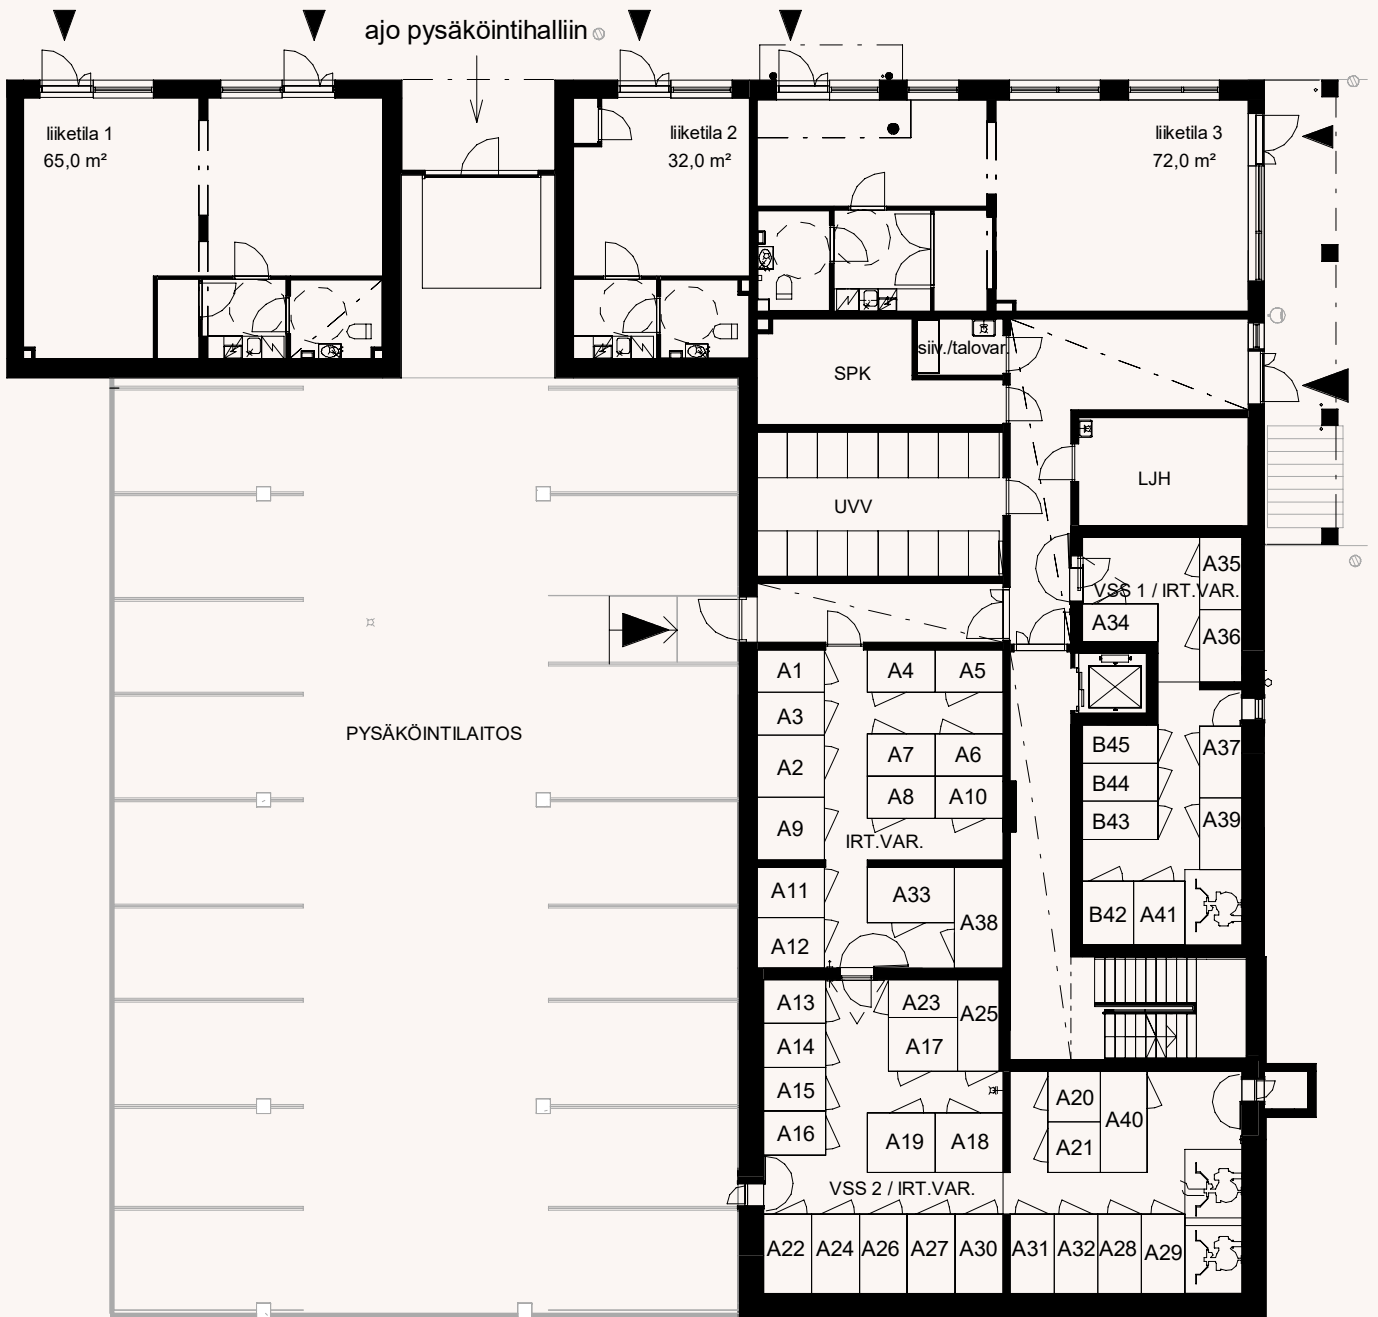 ajo pysäköintihalliin
liiketila 1
65,0 m²
liiketila 2
32,0 m²
liiketila 3
72,0 m²
siiv./talovar.
SPK
LJH
UVV
VSS 1 / IRT.VAR.
A35
A34
A36
PYSÄKÖINTILAITOS
A1
A4
A5
A3
A2
A7
A6
A8
A10
A9
IRT.VAR.
B45
A37
B44
B43
A39
B42
A41
A11
A33
A38
A12
A13
A23
A25
A14
A17
A15
A16
A19
A18
A20
A40
A21
VSS 2 / IRT.VAR.
A22
A24
A26
A27
A30
A31
A32
A28
A29